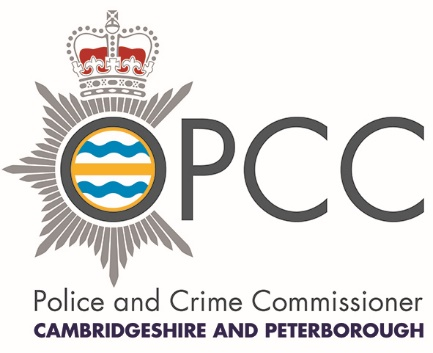 OPCC
Police and Crime Commissioner
CAMBRIDGESHIRE AND PETERBOROUGH